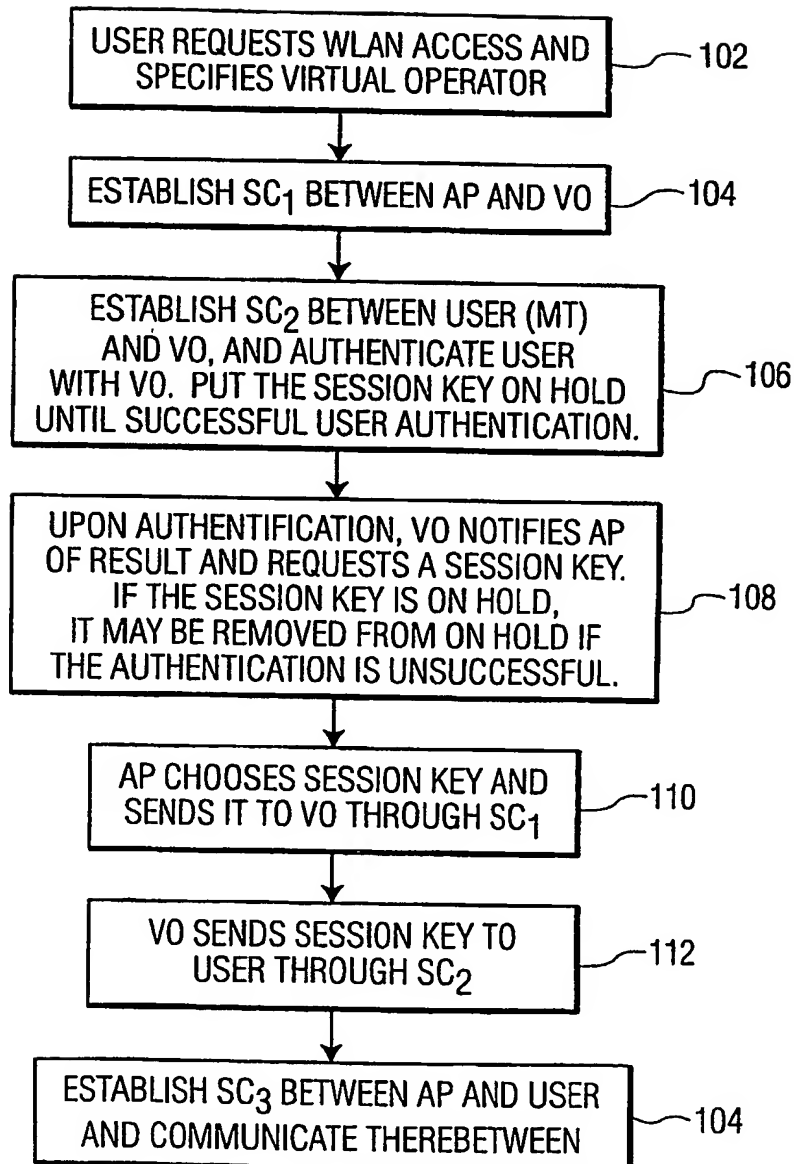 USER REQUESTS WLAN ACCESS AND
SPECIFIES VIRTUAL OPERATOR
102
ESTABLISH SC1 BETWEEN AP AND VO
104
ESTABLISH SC2 BETWEEN USER (MT)
AND VO, AND AUTHENTICATE USER
WITH VO. PUT THE SESSION KEY ON HOLD
UNTIL SUCCESSFUL USER AUTHENTICATION.
106
UPON AUTHENTIFICATION, VO NOTIFIES AP
OF RESULT AND REQUESTS A SESSION KEY.
IF THE SESSION KEY IS ON HOLD,
IT MAY BE REMOVED FROM ON HOLD IF
THE AUTHENTICATION IS UNSUCCESSFUL.
108
AP CHOOSES SESSION KEY AND
SENDS IT TO VO THROUGH SC1
110
VO SENDS SESSION KEY TO
USER THROUGH SC2
112
ESTABLISH SC3 BETWEEN AP AND USER
AND COMMUNICATE THEREBETWEEN
104